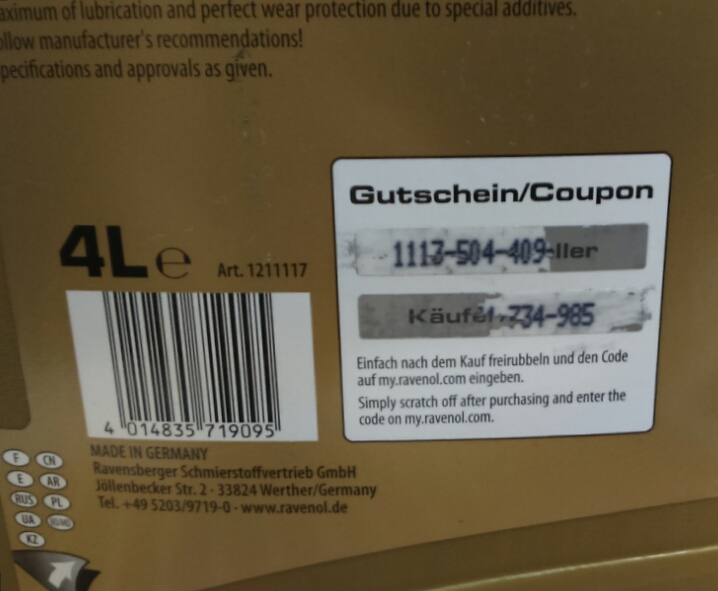 aximum of lubrication and perfect wear protection due to special additives.
ollow manufacturer's recommendations!
pecifications and approvals as given.
Gutschein/Coupon
1113-504-409 ller
Käufe 734-985
4L e
Art. 1211117
Einfach nach dem Kauf freirubbeln und den Code
auf my.ravenol.com eingeben.
Simply scratch off after purchasing and enter the
code on my.ravenol.com.
4 014835 719095
MADE IN GERMANY
Ravensberger Schmierstoffvertrieb GmbH
Jöllenbecker Str. 2 · 33824 Werther/Germany
Tel. +49 5203/9719-0 · www.ravenol.de
F CN
E AR
RUS PL
UA
KZ